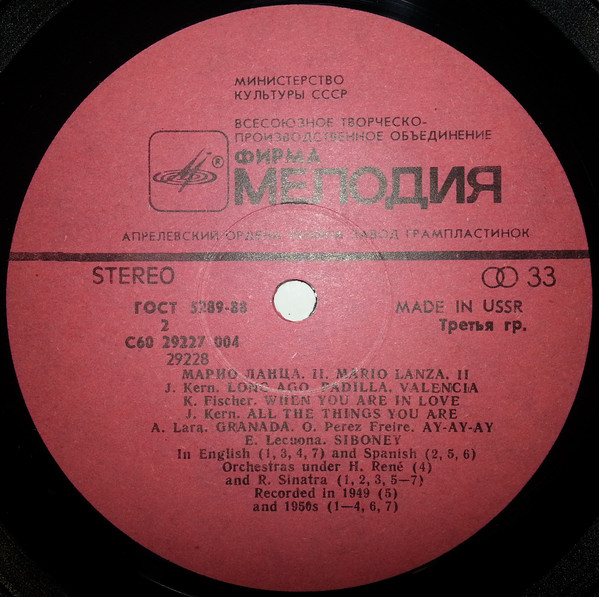 МИНИСТЕРСТВО
КУЛЬТУРЫ СССР
ВСЕСОЮЗНОЕ ТВОРЧЕСКО-
ПРОИЗВОДСТВЕННОЕ ОБЪЕДИНЕНИЕ
®
ФИРМА
МЕЛОДИЯ
АПРЕЛЕВСКИЙ ОРДЕНА ЛЕНИНА ЗАВОД ГРАМПЛАСТИНОК
STEREO 33
ГОСТ 5289-88 MADE IN USSR
2 Третья гр.
С60 29227 004
29228
МАРИО ЛАНЦА. II. MARIO LANZA. II
J. Kern. LONG AGO. PADILLA. VALENCIA
K. Fischer. WHEN YOU ARE IN LOVE
J. Kern. ALL THE THINGS YOU ARE
A. Lara. GRANADA. O. Perez Freire. AY-AY-AY
E. Lecuona. SIBONEY
In English (1, 3, 4, 7) and Spanish (2, 5, 6)
Orchestras under H. René (4)
and R. Sinatra (1, 2, 3, 5—7)
Recorded in 1949 (5)
and 1950s (1—4, 6, 7)